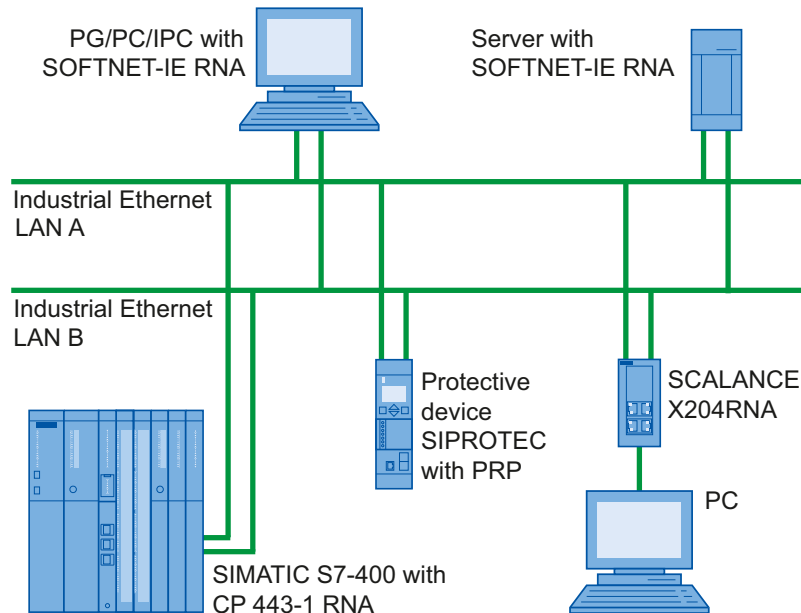 PG/PC/IPC with
SOFTNET-IE RNA
Server with
SOFTNET-IE RNA
Industrial Ethernet
LAN A
Industrial Ethernet
LAN B
Protective
device
SIPROTEC
with PRP
SCALANCE
X204RNA
PC
SIMATIC S7-400 with
CP 443-1 RNA